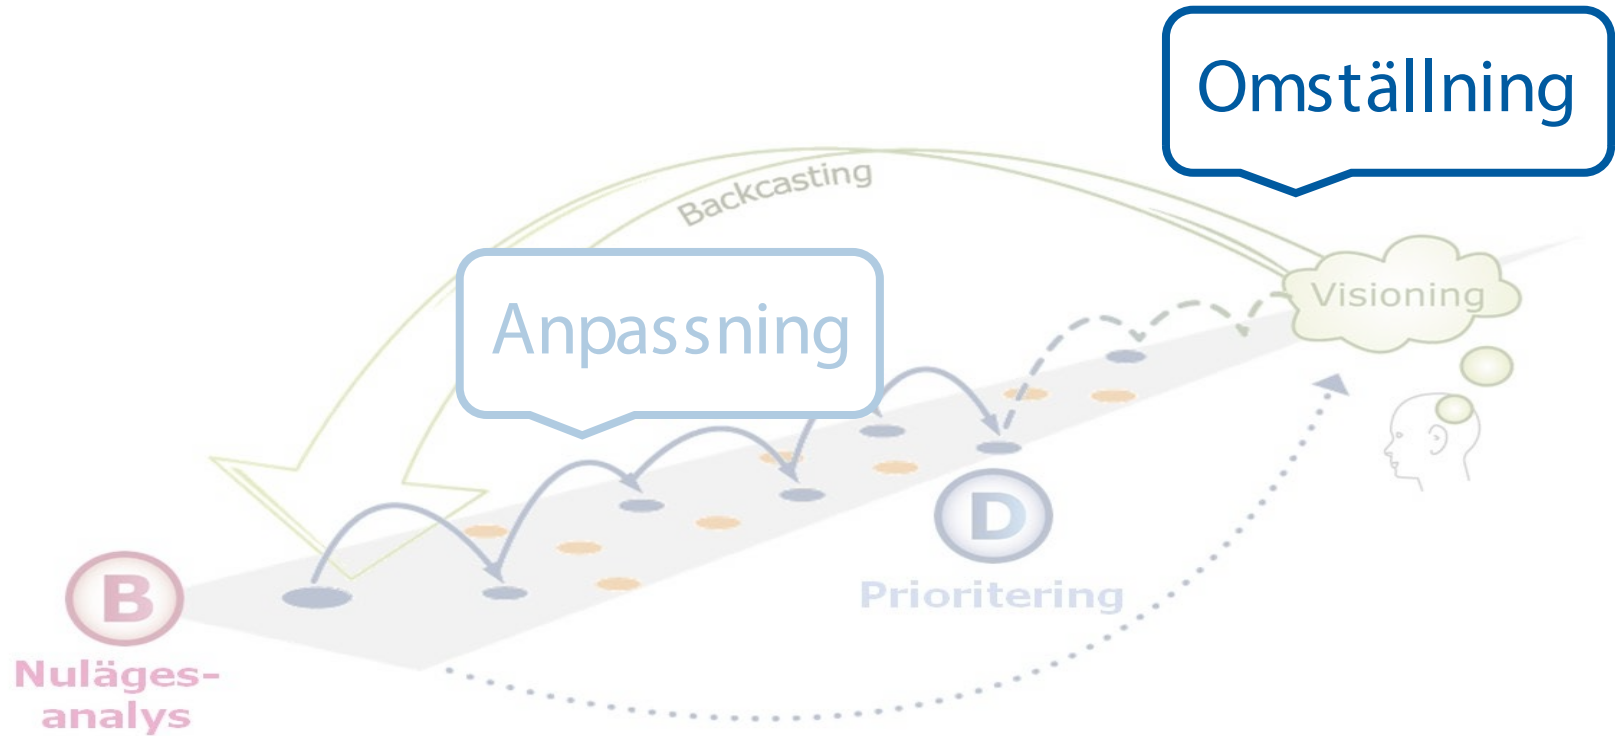 Omställning
Backcasting
Visioning
Anpassning
D
Prioritering
B
Nuläges-
analys